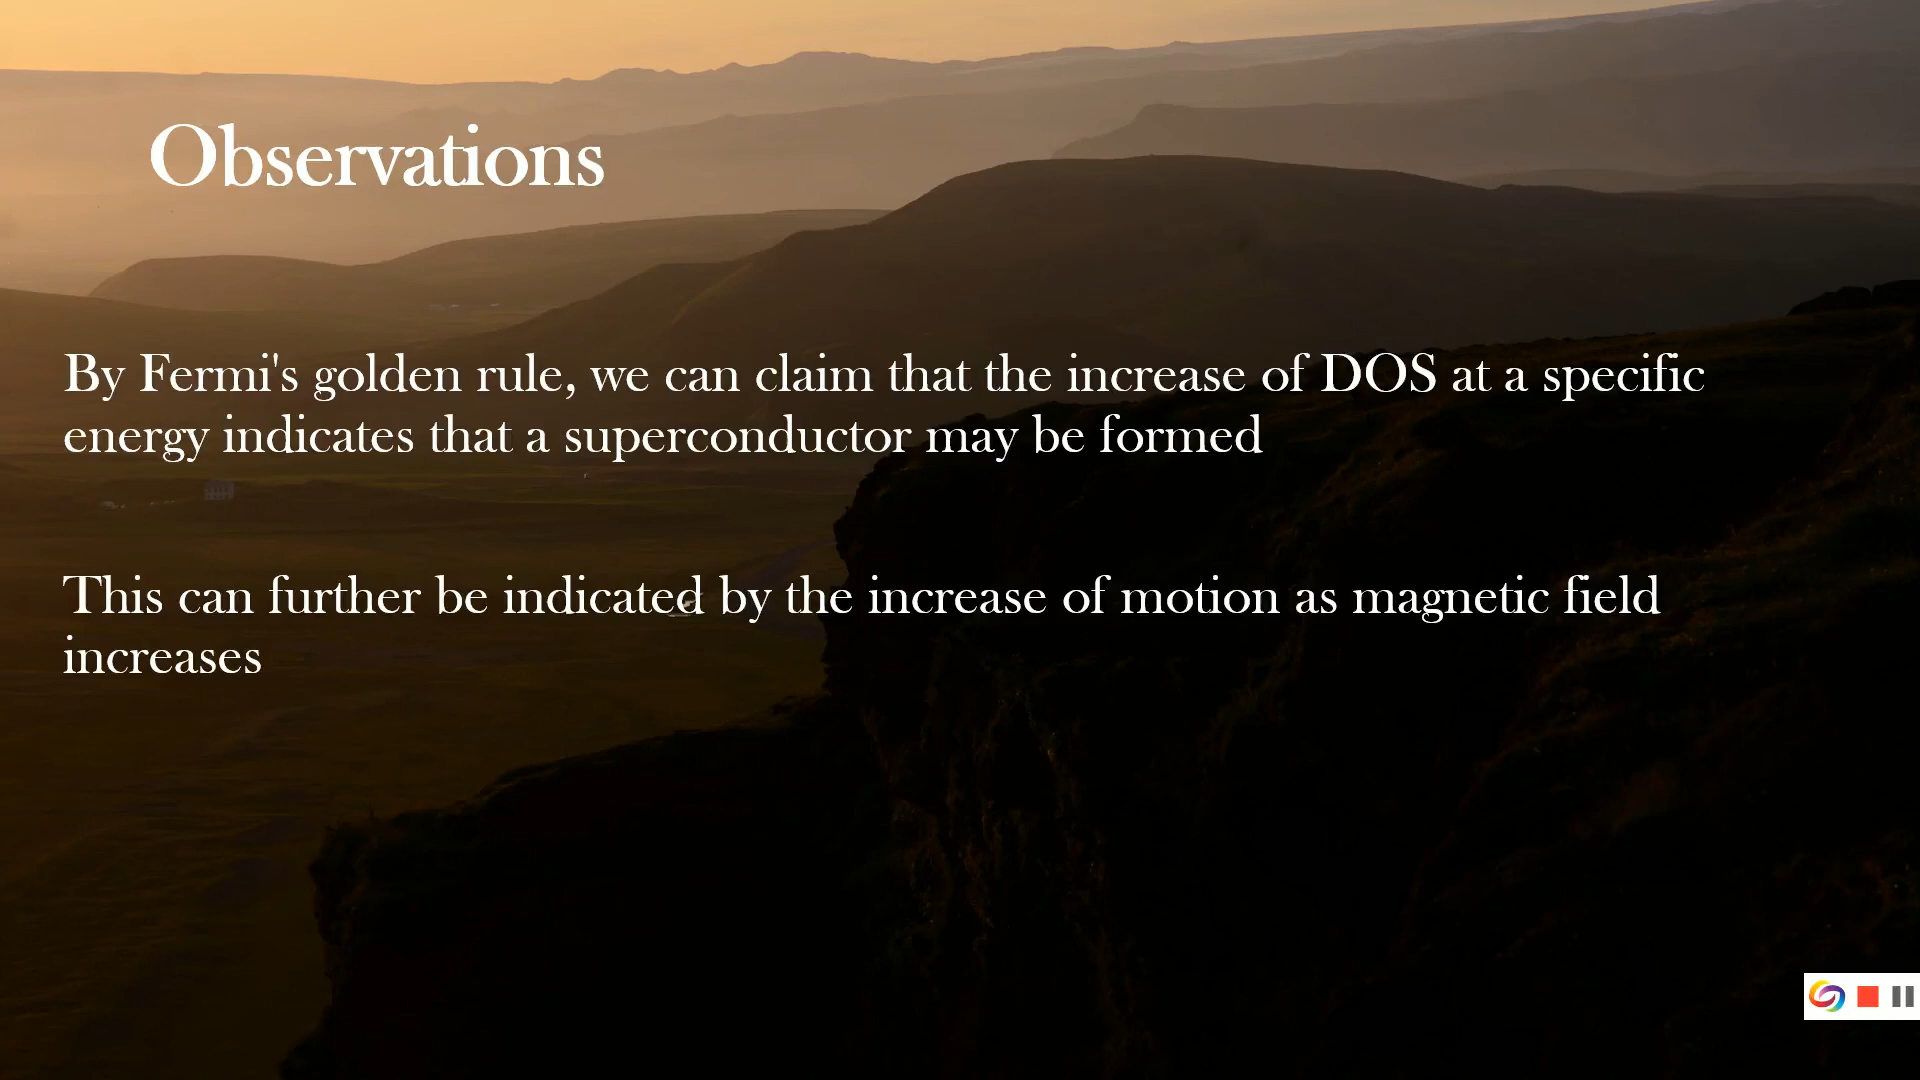 Observations
By Fermi's golden rule, we can claim that the increase of DOS at a specific
energy indicates that a superconductor may be formed
This can further be indicated by the increase of motion as magnetic field
increases